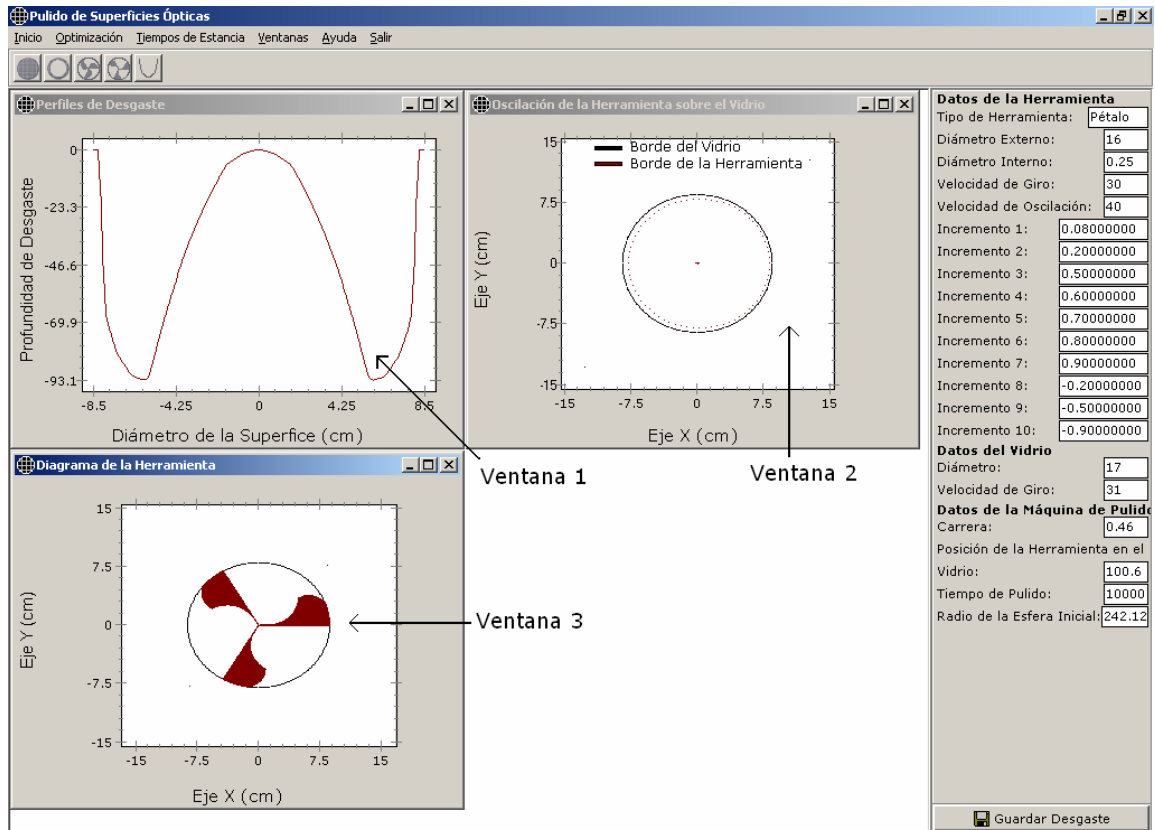 Pulido de Superficies Ópticas
Inicio Optimización Tiempos de Estancia Ventanas Ayuda Salir
Perfiles de Desgaste
0
-23.3
-46.6
-69.9
-93.1
Profundidad de Desgaste
-8.5 -4.25 0 4.25 8.5
Diámetro de la Superfice (cm)
Oscilación de la Herramienta sobre el Vidrio
Borde del Vidrio
Borde de la Herramienta
15
7.5
0
-7.5
-15
Eje Y (cm)
-15 -7.5 0 7.5 15
Eje X (cm)
Ventana 1
Ventana 2
Diagrama de la Herramienta
15
7.5
0
-7.5
-15
Eje Y (cm)
-15 -7.5 0 7.5 15
Eje X (cm)
Ventana 3
Datos de la Herramienta
Tipo de Herramienta: Pétalo
Diámetro Externo: 16
Diámetro Interno: 0.25
Velocidad de Giro: 30
Velocidad de Oscilación: 40
Incremento 1: 0.08000000
Incremento 2: 0.20000000
Incremento 3: 0.50000000
Incremento 4: 0.60000000
Incremento 5: 0.70000000
Incremento 6: 0.80000000
Incremento 7: 0.90000000
Incremento 8: -0.20000000
Incremento 9: -0.50000000
Incremento 10: -0.90000000
Datos del Vidrio
Diámetro: 17
Velocidad de Giro: 31
Datos de la Máquina de Pulido
Carrera: 0.46
Posición de la Herramienta en el
Vidrio: 100.6
Tiempo de Pulido: 10000
Radio de la Esfera Inicial: 242.12
Guardar Desgaste